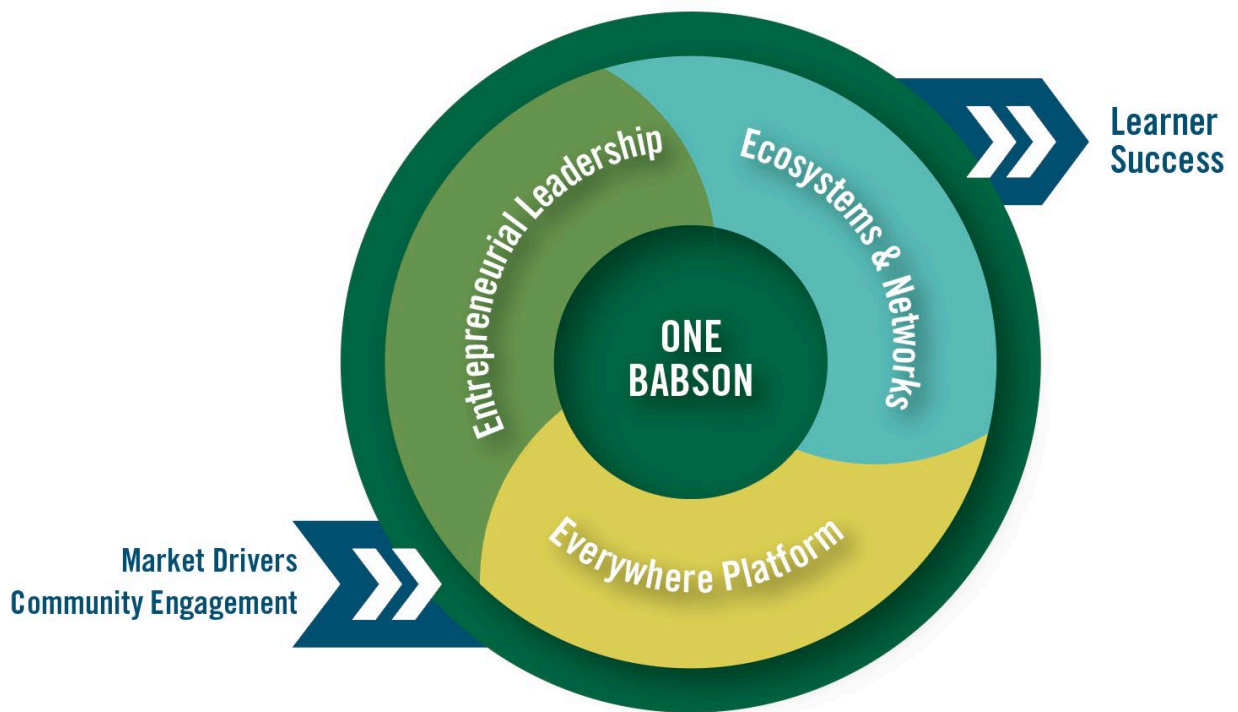 Entrepreneurial Leadership
Ecosystems & Networks
Learner
Success
ONE
BABSON
Everywhere Platform
Market Drivers
Community Engagement